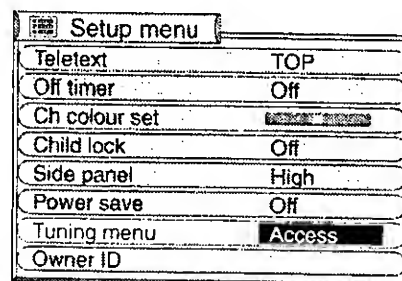 Setup menu
Teletext TOP
Off timer Off
Ch colour set
Child lock Off
Side panel High
Power save Off
Tuning menu Access
Owner ID